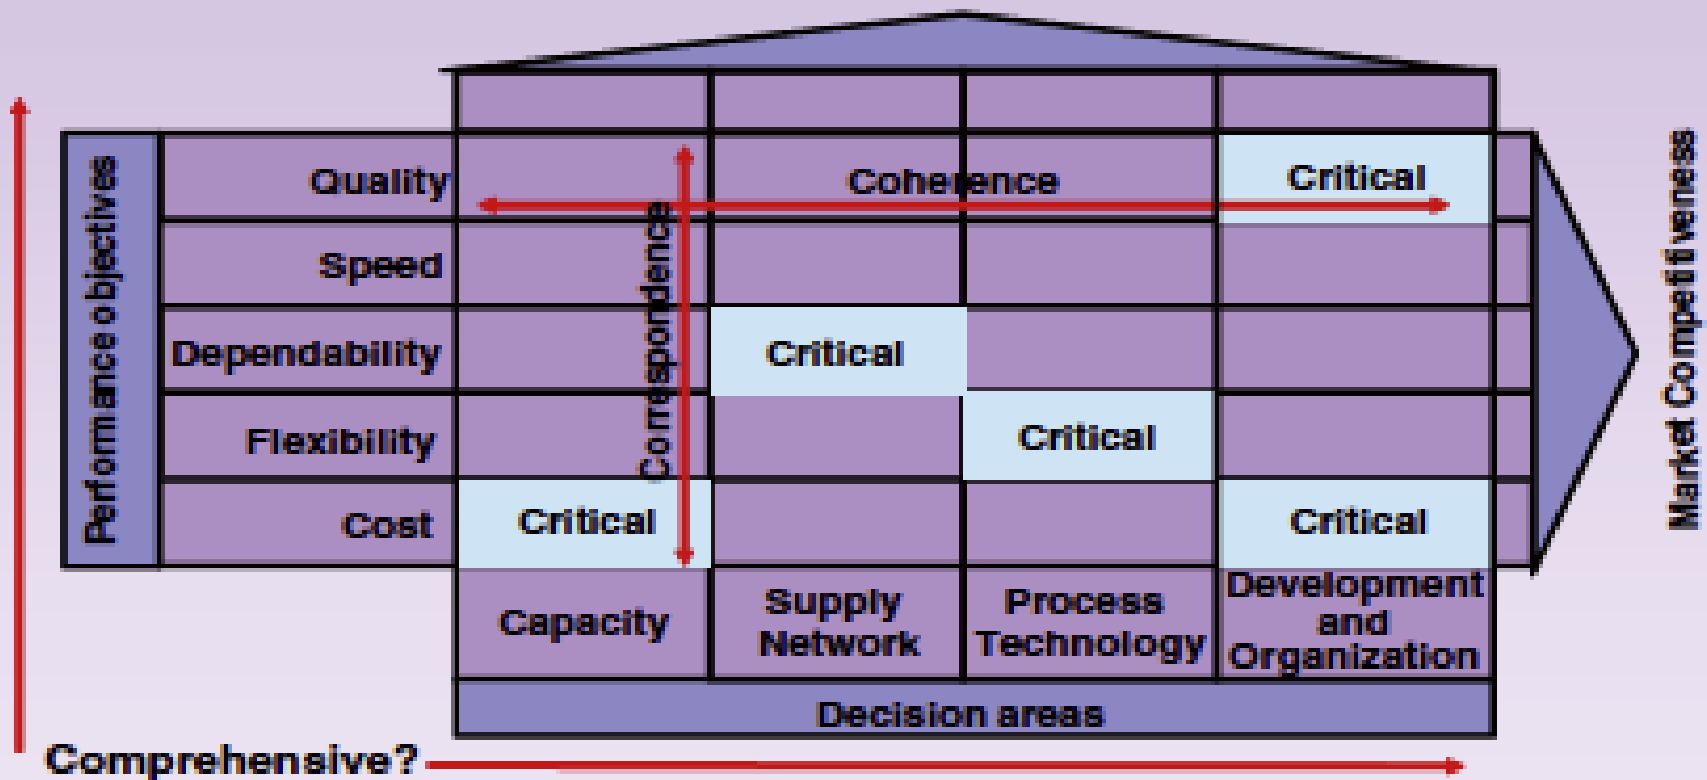 Performance objectives
Quality
Coherence
Critical
Correspondence
Speed
Dependability
Critical
Flexibility
Critical
Cost
Critical
Critical
Market Competitiveness
Capacity
Supply
Network
Process
Technology
Development
and
Organization
Decision areas
Comprehensive?